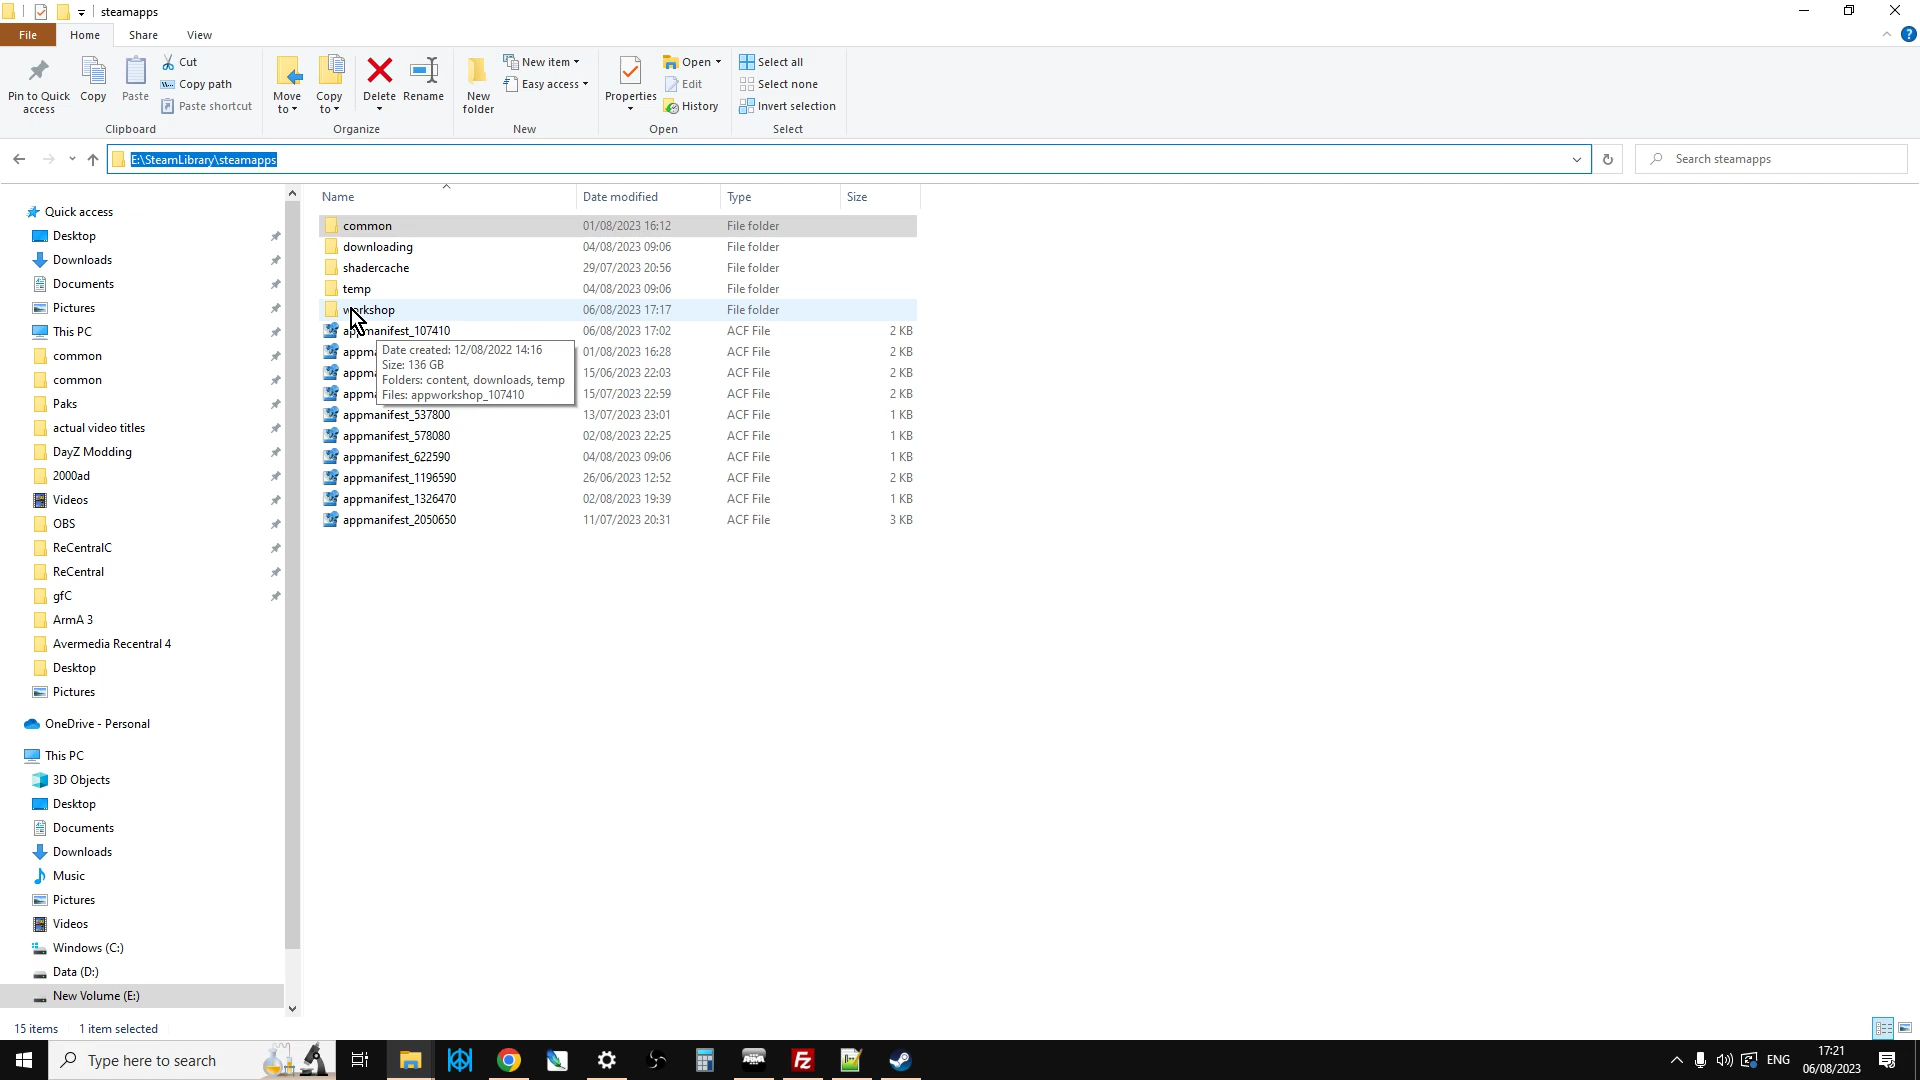 steamapps
File
Home
Share
View
Pin to Quick access
Copy
Paste
Cut
Copy path
Paste shortcut
Clipboard
Move to
Copy to
Delete
Rename
Organize
New folder
New item
Easy access
New
Properties
Open
Edit
History
Open
Select all
Select none
Invert selection
Select
E:\SteamLibrary\steamapps
Search steamapps
Quick access
Desktop
Downloads
Documents
Pictures
This PC
common
common
Paks
actual video titles
DayZ Modding
2000ad
Videos
OBS
ReCentralC
ReCentral
gfC
ArmA 3
Avermedia Recentral 4
Desktop
Pictures
OneDrive - Personal
This PC
3D Objects
Desktop
Documents
Downloads
Music
Pictures
Videos
Windows (C:)
Data (D:)
New Volume (E:)
Name Date modified Type Size
common 01/08/2023 16:12 File folder
downloading 04/08/2023 09:06 File folder
shadercache 29/07/2023 20:56 File folder
temp 04/08/2023 09:06 File folder
workshop 06/08/2023 17:17 File folder
appmanifest_107410 06/08/2023 17:02 ACF File 2 KB
appma 01/08/2023 16:28 ACF File 2 KB
appma 15/06/2023 22:03 ACF File 2 KB
appma 15/07/2023 22:59 ACF File 2 KB
Date created: 12/08/2022 14:16
Size: 136 GB
Folders: content, downloads, temp
Files: appworkshop_107410
appmanifest_537800 13/07/2023 23:01 ACF File 1 KB
appmanifest_578080 02/08/2023 22:25 ACF File 1 KB
appmanifest_622590 04/08/2023 09:06 ACF File 1 KB
appmanifest_1196590 26/06/2023 12:52 ACF File 2 KB
appmanifest_1326470 02/08/2023 19:39 ACF File 1 KB
appmanifest_2050650 11/07/2023 20:31 ACF File 3 KB
15 items 1 item selected
Type here to search
ENG
17:21
06/08/2023